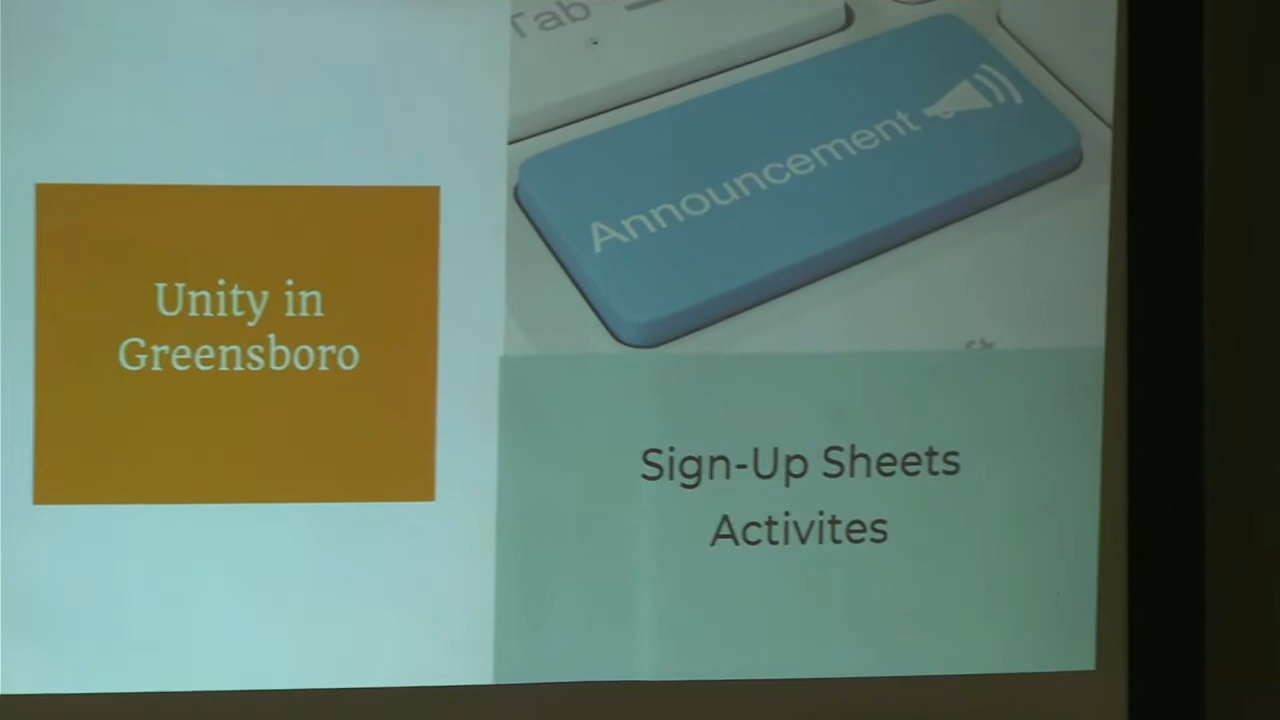 Tab
Announcement
Unity in
Greensboro
Sign-Up Sheets
Activites